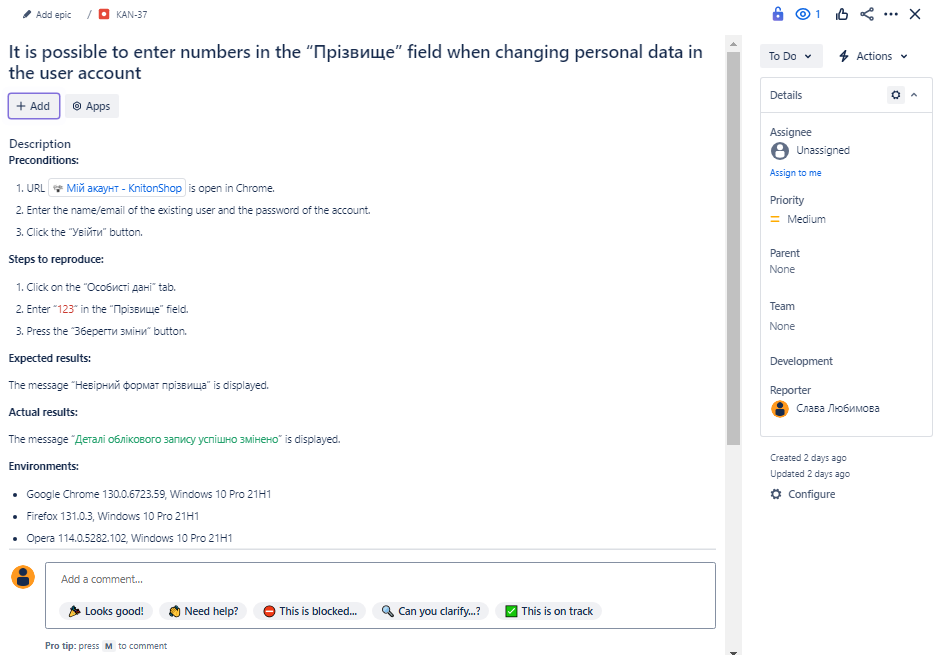 Add epic / KAN-37 1
It is possible to enter numbers in the “Прізвище” field when changing personal data in
the user account
Add Apps
Description
Preconditions:
1. URL Мій акаунт - KnitonShop is open in Chrome.
2. Enter the name/email of the existing user and the password of the account.
3. Click the “Увійти” button.
Steps to reproduce:
1. Click on the “Особисті дані” tab.
2. Enter “123” in the “Прізвище” field.
3. Press the “Зберегти зміни” button.
Expected results:
The message “Невірний формат прізвища” is displayed.
Actual results:
The message “Деталі облікового запису успішно змінено” is displayed.
Environments:
• Google Chrome 130.0.6723.59, Windows 10 Pro 21H1
• Firefox 131.0.3, Windows 10 Pro 21H1
• Opera 114.0.5282.102, Windows 10 Pro 21H1
Add a comment...
Looks good! Need help? This is blocked... Can you clarify...? This is on track
Pro tip: press M to comment
To Do Actions
Details
Assignee
Unassigned
Assign to me
Priority
Medium
Parent
None
Team
None
Development
Reporter
Слава Любимова
Created 2 days ago
Updated 2 days ago
Configure